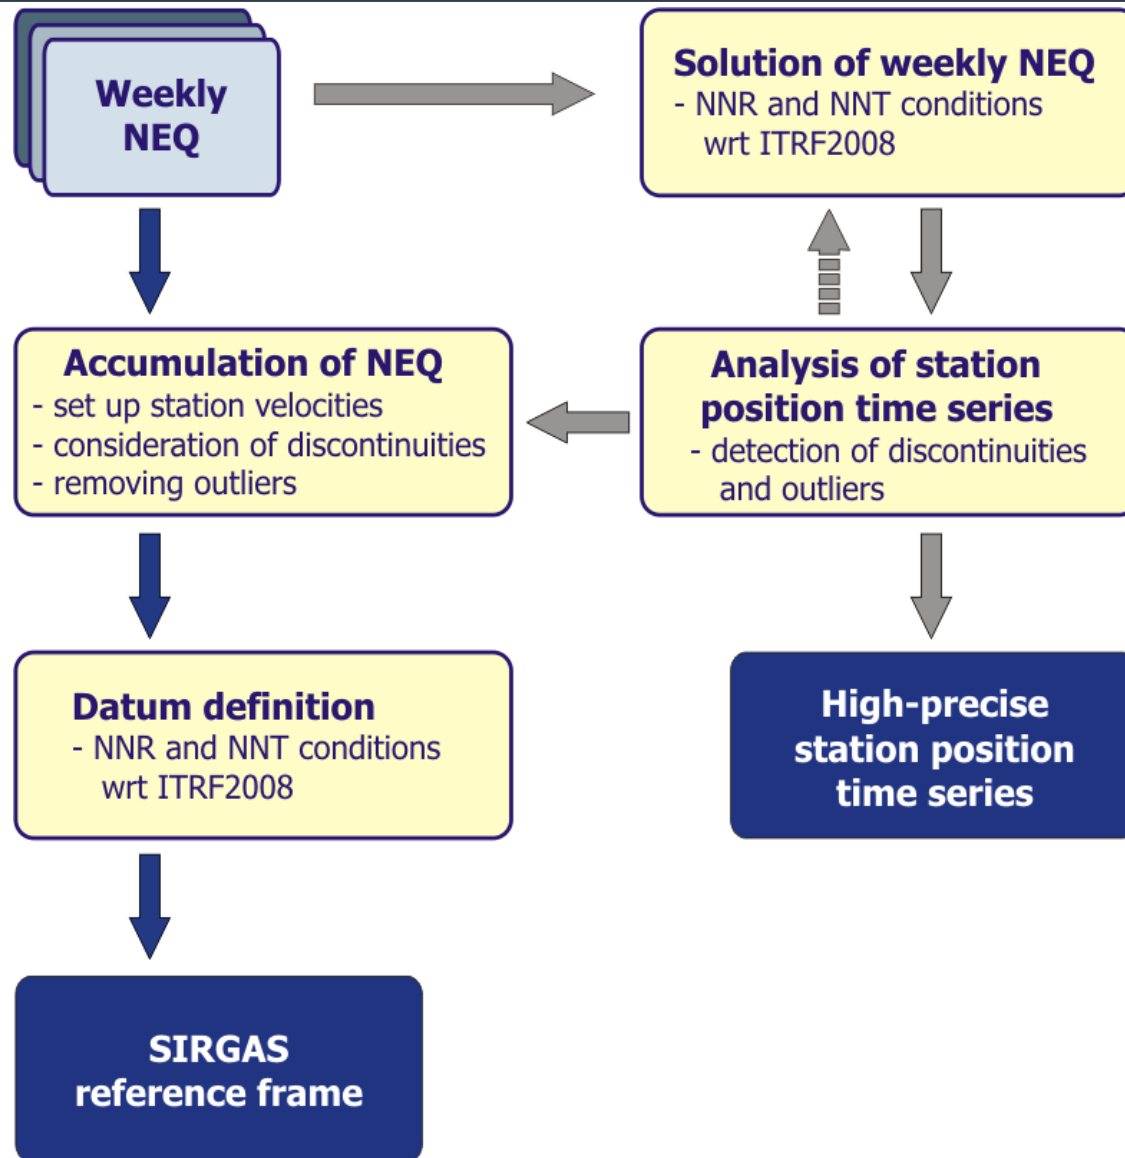 Weekly
NEQ
Solution of weekly NEQ
- NNR and NNT conditions
wrt ITRF2008
Accumulation of NEQ
- set up station velocities
- consideration of discontinuities
- removing outliers
Analysis of station
position time series
- detection of discontinuities
and outliers
Datum definition
- NNR and NNT conditions
wrt ITRF2008
High-precise
station position
time series
SIRGAS
reference frame